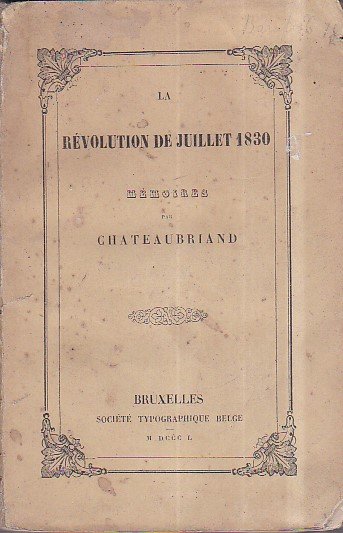 LA
RÉVOLUTION DE JUILLET 1830
MÉMOIRES
PAR
CHATEAUBRIAND
BRUXELLES
SOCIÉTÉ TYPOGRAPHIQUE BELGE
M DCCC L